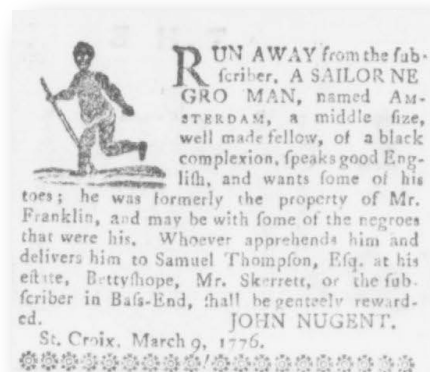 RUN AWAY from the ſub-
ſcriber, A SAILOR NE
GRO MAN, named AM-
STERDAM, a middle ſize,
well made fellow, of a black
complexion, ſpeaks good Eng-
liſh, and wants ſome of his
toes; he was formerly the property of Mr.
Franklin, and may be with ſome of the negroes
that were his. Whoever apprehends him and
delivers him to Samuel Thompſon, Eſq. at his
eſtate, Bettyſhope, Mr. Skerrett, or the ſub-
ſcriber in Baſs-End, ſhall be genteely reward-
ed. JOHN NUGENT.
St. Croix, March 9, 1776.